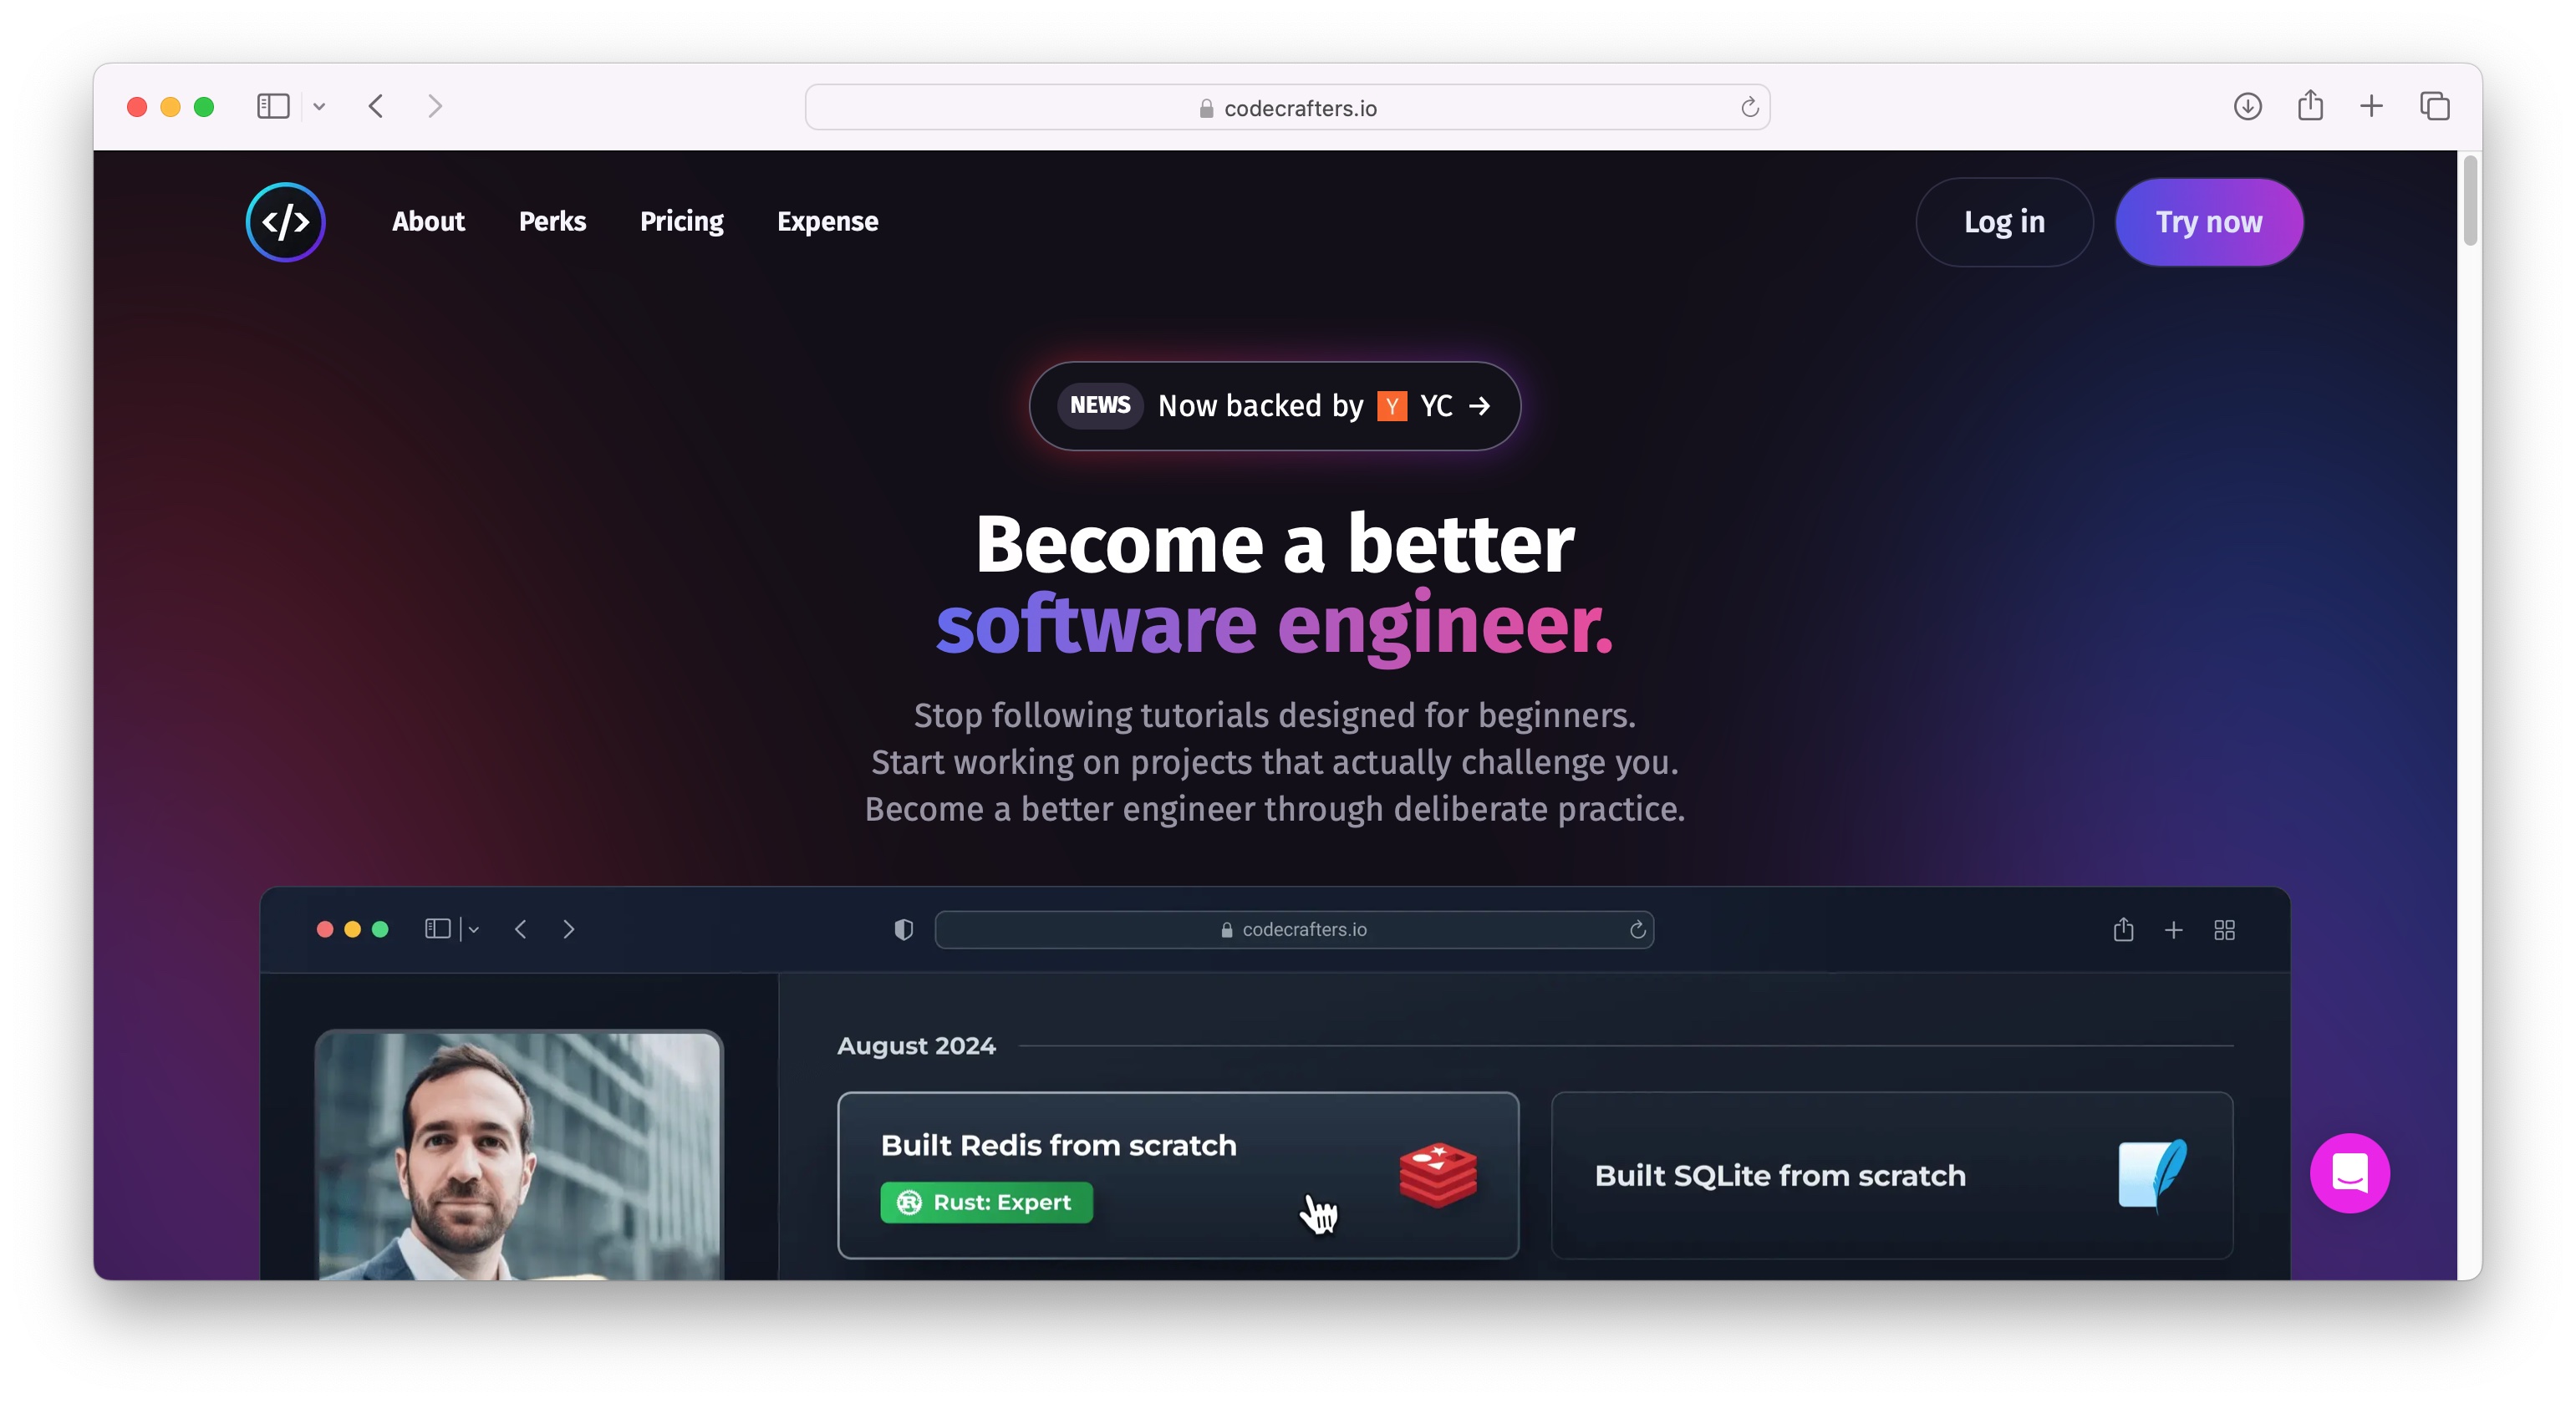 codecrafters.io
</>
About
Perks
Pricing
Expense
Log in
Try now
NEWS Now backed by Y YC →
Become a better
software engineer.
Stop following tutorials designed for beginners.
Start working on projects that actually challenge you.
Become a better engineer through deliberate practice.
codecrafters.io
August 2024
Built Redis from scratch
R Rust: Expert
Built SQLite from scratch